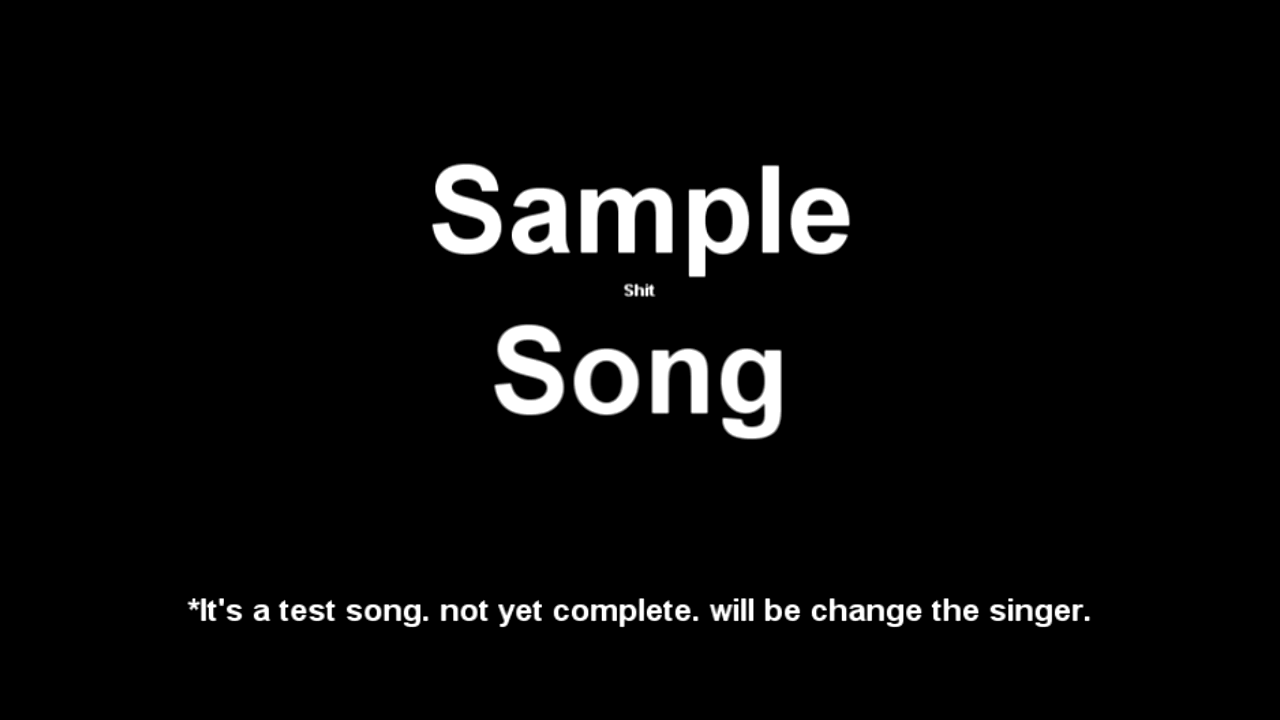 Sample
Shit
Song
*It's a test song. not yet complete. will be change the singer.